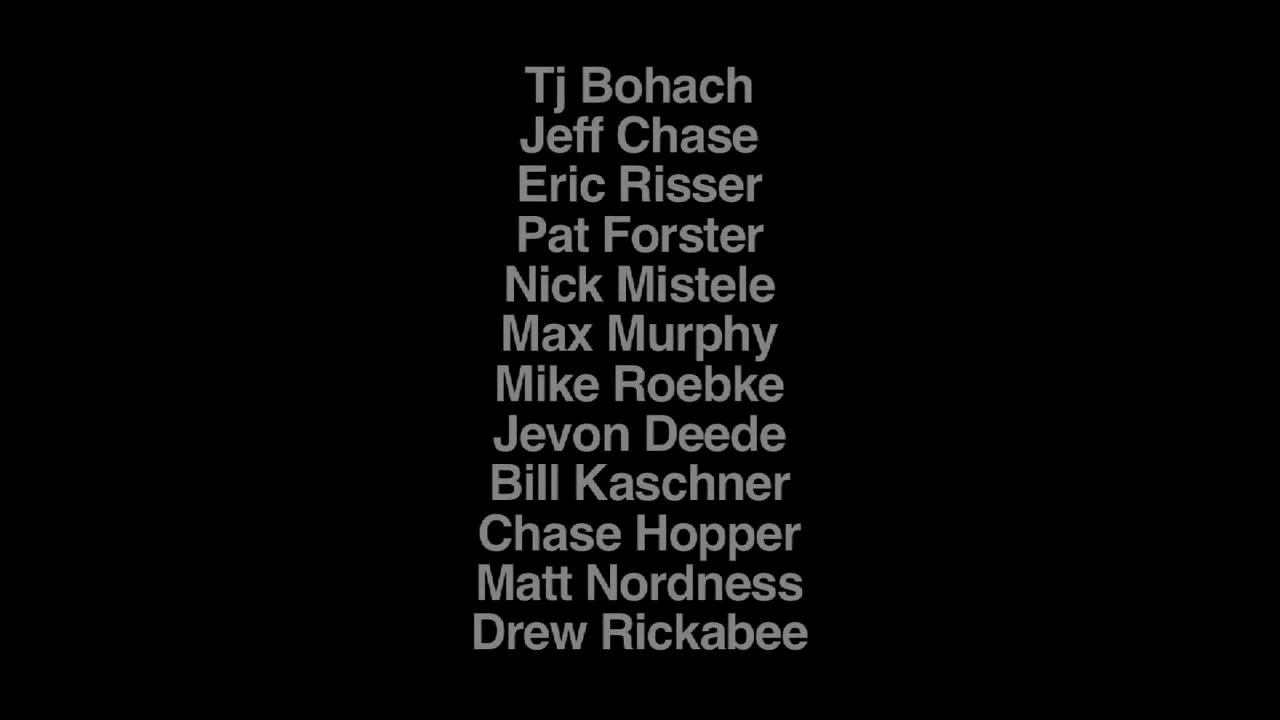 Tj Bohach
Jeff Chase
Eric Risser
Pat Forster
Nick Mistele
Max Murphy
Mike Roebke
Jevon Deede
Bill Kaschner
Chase Hopper
Matt Nordness
Drew Rickabee